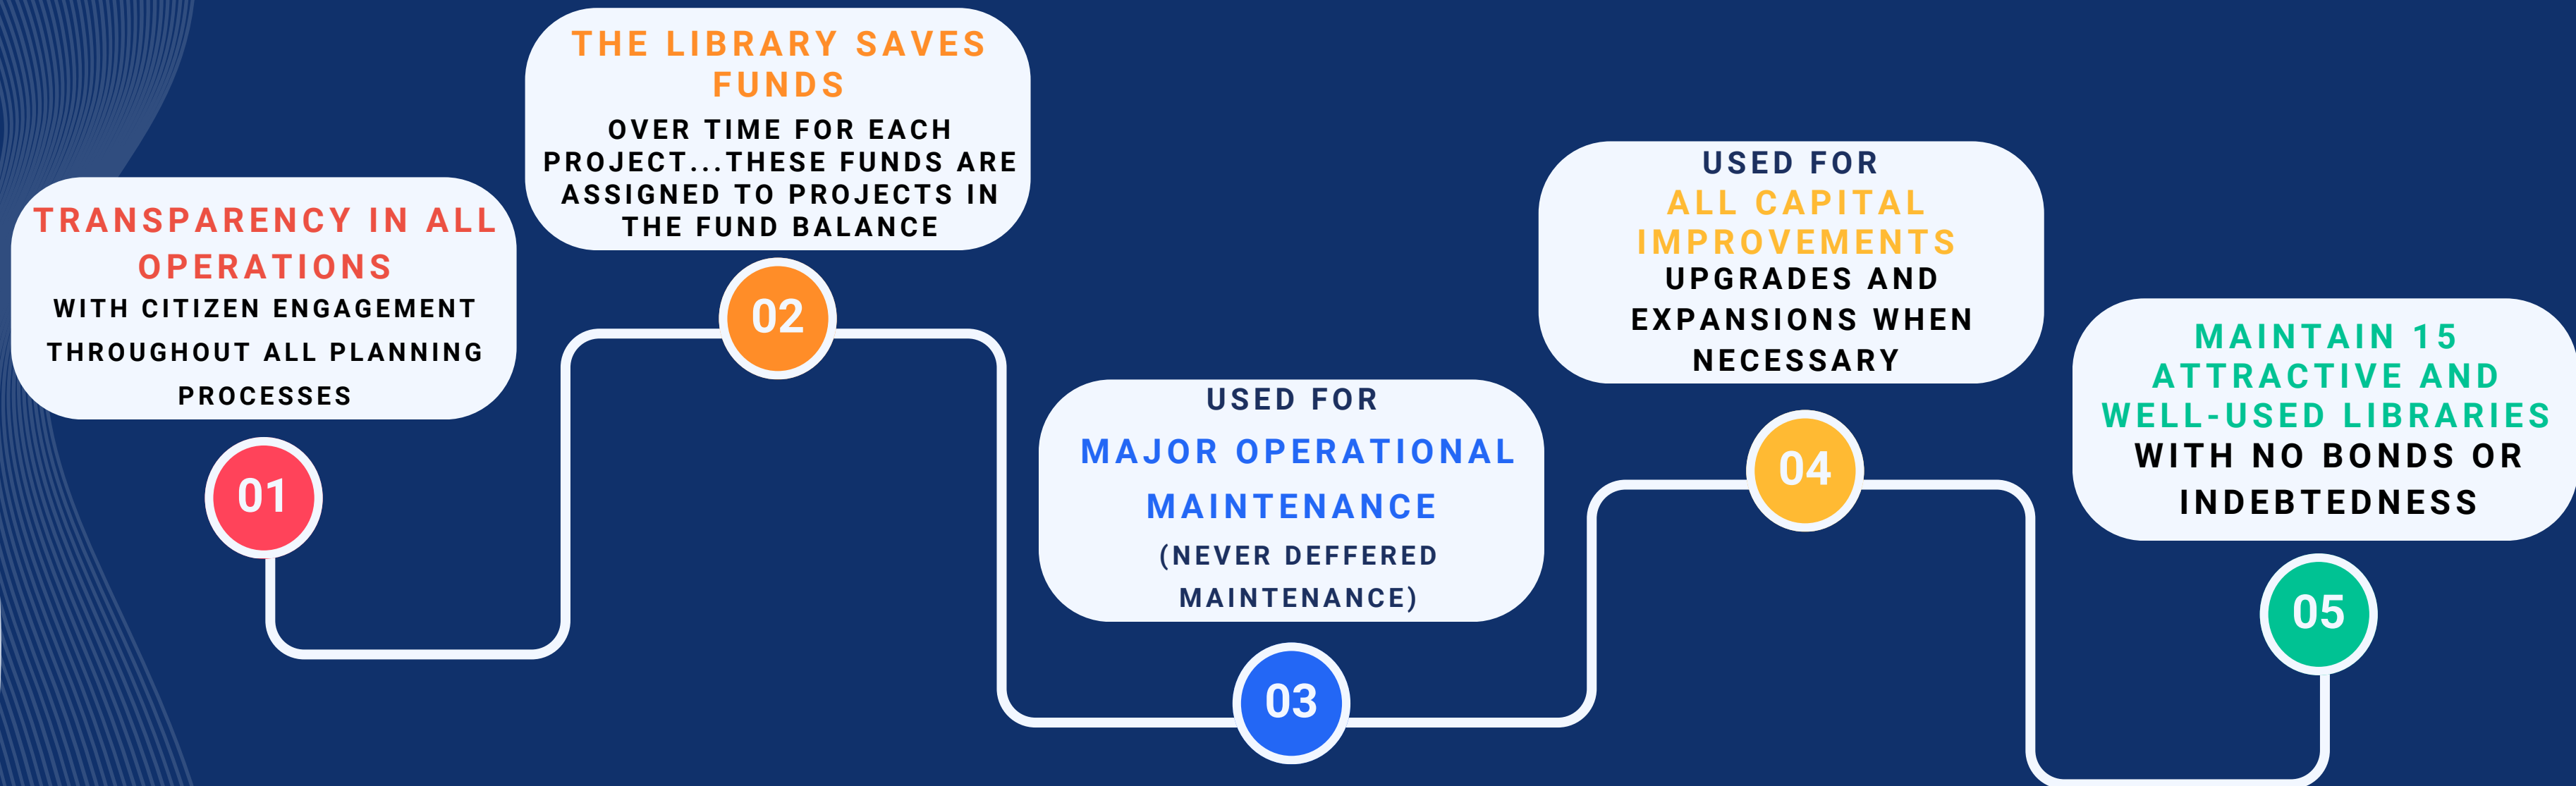 TRANSPARENCY IN ALL
OPERATIONS
WITH CITIZEN ENGAGEMENT
THROUGHOUT ALL PLANNING
PROCESSES
01
THE LIBRARY SAVES
FUNDS
OVER TIME FOR EACH
PROJECT...THESE FUNDS ARE
ASSIGNED TO PROJECTS IN
THE FUND BALANCE
02
USED FOR
MAJOR OPERATIONAL
MAINTENANCE
(NEVER DEFFERED
MAINTENANCE)
03
USED FOR
ALL CAPITAL
IMPROVEMENTS
UPGRADES AND
EXPANSIONS WHEN
NECESSARY
04
MAINTAIN 15
ATTRACTIVE AND
WELL-USED LIBRARIES
WITH NO BONDS OR
INDEBTEDNESS
05